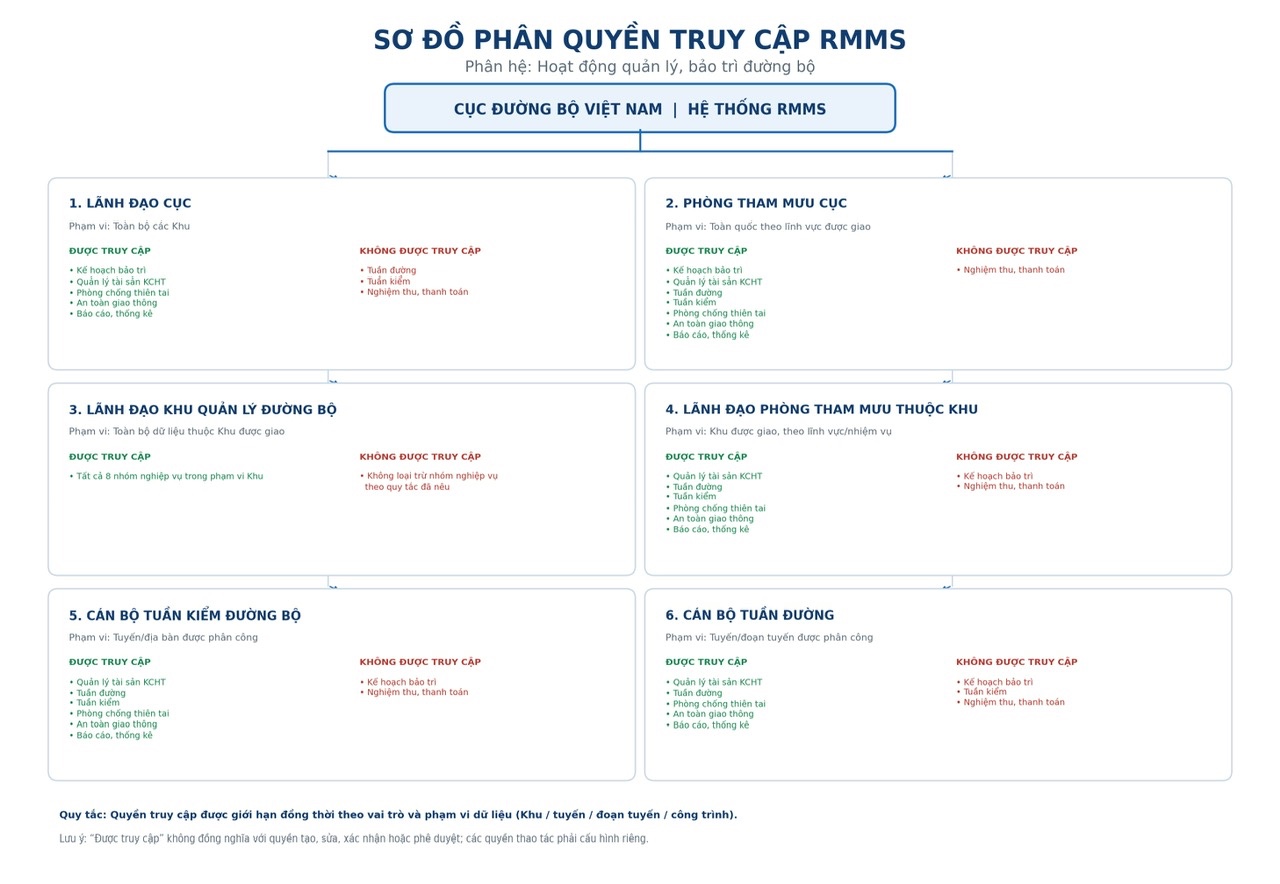 SƠ ĐỒ PHÂN QUYỀN TRUY CẬP RMMS
Phân hệ: Hoạt động quản lý, bảo trì đường bộ
CỤC ĐƯỜNG BỘ VIỆT NAM | HỆ THỐNG RMMS
1. LÃNH ĐẠO CỤC
Phạm vi: Toàn bộ các Khu
ĐƯỢC TRUY CẬP
• Kế hoạch bảo trì
• Quản lý tài sản KCHT
• Phòng chống thiên tai
• An toàn giao thông
• Báo cáo, thống kê
KHÔNG ĐƯỢC TRUY CẬP
• Tuần đường
• Tuần kiểm
• Nghiệm thu, thanh toán
2. PHÒNG THAM MƯU CỤC
Phạm vi: Toàn quốc theo lĩnh vực được giao
ĐƯỢC TRUY CẬP
• Kế hoạch bảo trì
• Quản lý tài sản KCHT
• Tuần đường
• Tuần kiểm
• Phòng chống thiên tai
• An toàn giao thông
• Báo cáo, thống kê
KHÔNG ĐƯỢC TRUY CẬP
• Nghiệm thu, thanh toán
3. LÃNH ĐẠO KHU QUẢN LÝ ĐƯỜNG BỘ
Phạm vi: Toàn bộ dữ liệu thuộc Khu được giao
ĐƯỢC TRUY CẬP
• Tất cả 8 nhóm nghiệp vụ trong phạm vi Khu
KHÔNG ĐƯỢC TRUY CẬP
• Không loại trừ nhóm nghiệp vụ
theo quy tắc đã nêu
4. LÃNH ĐẠO PHÒNG THAM MƯU THUỘC KHU
Phạm vi: Khu được giao, theo lĩnh vực/nhiệm vụ
ĐƯỢC TRUY CẬP
• Quản lý tài sản KCHT
• Tuần đường
• Tuần kiểm
• Phòng chống thiên tai
• An toàn giao thông
• Báo cáo, thống kê
KHÔNG ĐƯỢC TRUY CẬP
• Kế hoạch bảo trì
• Nghiệm thu, thanh toán
5. CÁN BỘ TUẦN KIỂM ĐƯỜNG BỘ
Phạm vi: Tuyến/địa bàn được phân công
ĐƯỢC TRUY CẬP
• Quản lý tài sản KCHT
• Tuần đường
• Tuần kiểm
• Phòng chống thiên tai
• An toàn giao thông
• Báo cáo, thống kê
KHÔNG ĐƯỢC TRUY CẬP
• Kế hoạch bảo trì
• Nghiệm thu, thanh toán
6. CÁN BỘ TUẦN ĐƯỜNG
Phạm vi: Tuyến/đoạn tuyến được phân công
ĐƯỢC TRUY CẬP
• Quản lý tài sản KCHT
• Tuần đường
• Phòng chống thiên tai
• An toàn giao thông
• Báo cáo, thống kê
KHÔNG ĐƯỢC TRUY CẬP
• Kế hoạch bảo trì
• Tuần kiểm
• Nghiệm thu, thanh toán
Quy tắc: Quyền truy cập được giới hạn đồng thời theo vai trò và phạm vi dữ liệu (Khu / tuyến / đoạn tuyến / công trình).
Lưu ý: “Được truy cập” không đồng nghĩa với quyền tạo, sửa, xác nhận hoặc phê duyệt; các quyền thao tác phải cấu hình riêng.